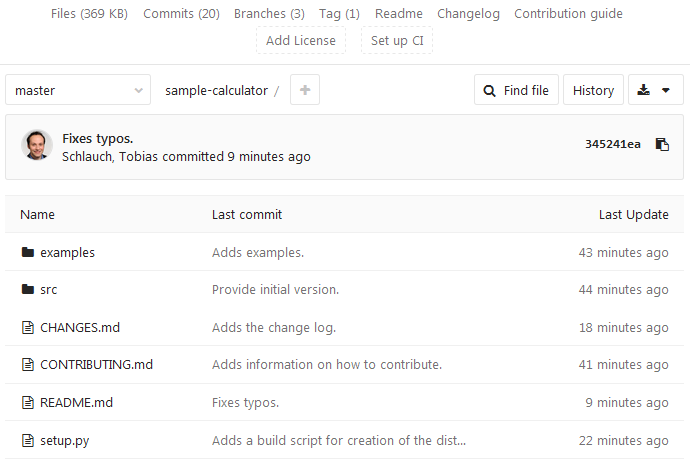 Files (369 KB) Commits (20) Branches (3) Tag (1) Readme Changelog Contribution guide
Add License Set up CI
master sample-calculator / + Find file History
Fixes typos.
Schlauch, Tobias committed 9 minutes ago 345241ea
Name Last commit Last Update
examples Adds examples. 43 minutes ago
src Provide initial version. 44 minutes ago
CHANGES.md Adds the change log. 18 minutes ago
CONTRIBUTING.md Adds information on how to contribute. 41 minutes ago
README.md Fixes typos. 9 minutes ago
setup.py Adds a build script for creation of the dist... 22 minutes ago